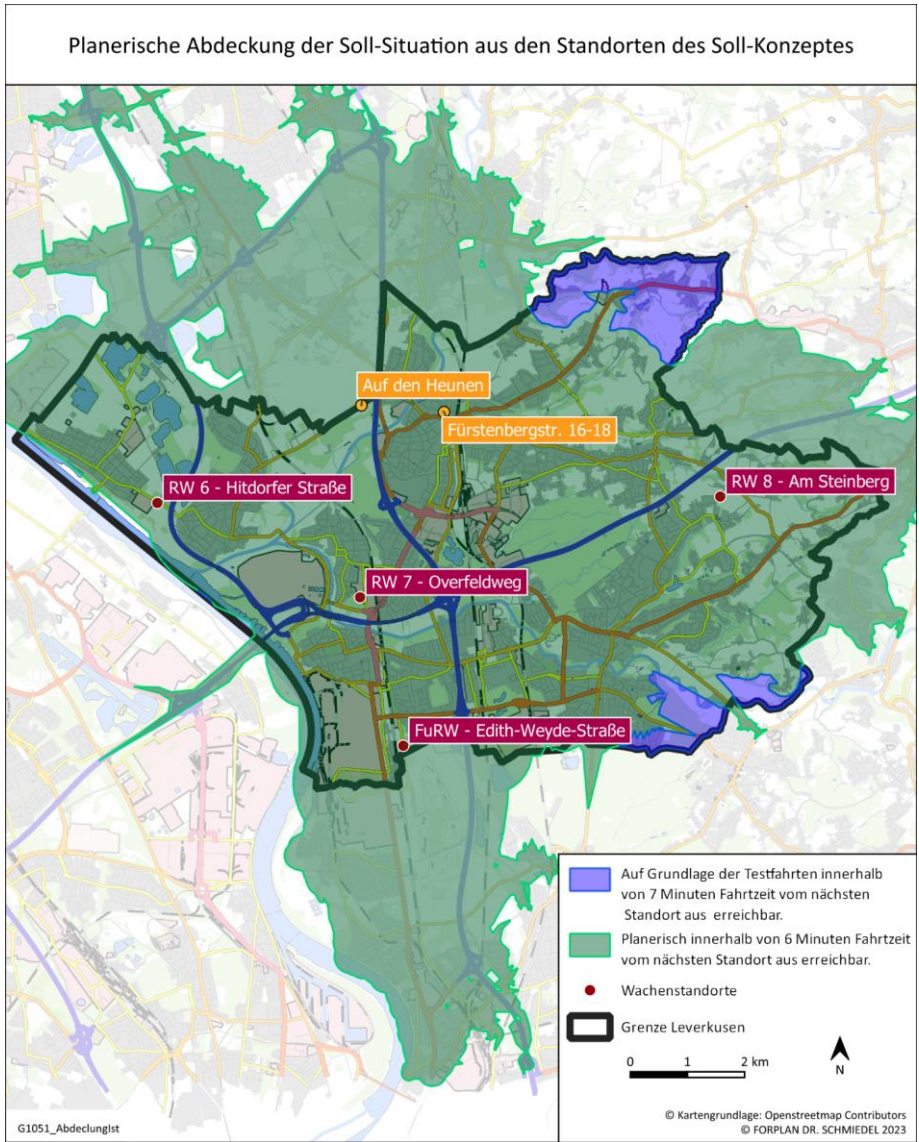 Planerische Abdeckung der Soll-Situation aus den Standorten des Soll-Konzeptes
Auf den Heunen
Fürstenbergstr. 16-18
RW 6 - Hitdorfer Straße
RW 8 - Am Steinberg
RW 7 - Overfeldweg
FuRW - Edith-Weyde-Straße
Auf Grundlage der Testfahrten innerhalb
von 7 Minuten Fahrtzeit vom nächsten
Standort aus erreichbar.
Planerisch innerhalb von 6 Minuten Fahrtzeit
vom nächsten Standort aus erreichbar.
Wachenstandorte
Grenze Leverkusen
0 1 2 km
N
G1051_AbdeclungIst
© Kartengrundlage: Openstreetmap Contributors
© FORPLAN DR. SCHMIEDEL 2023